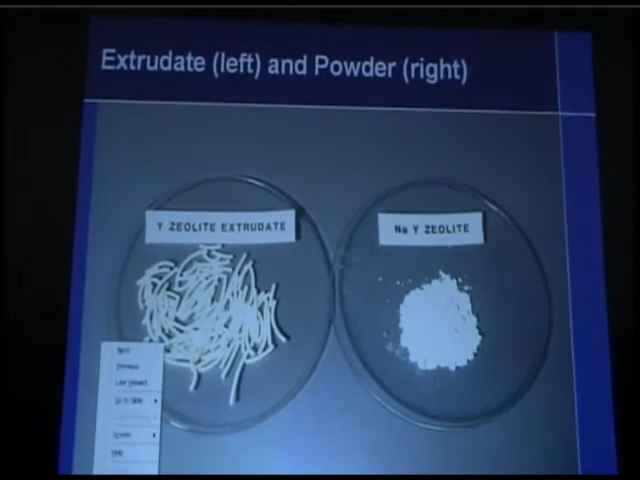 Extrudate (left) and Powder (right)
Y ZEOLITE EXTRUDATE
Na Y ZEOLITE
Next
Previous
Last Viewed
Go to Slide
Screen
Help